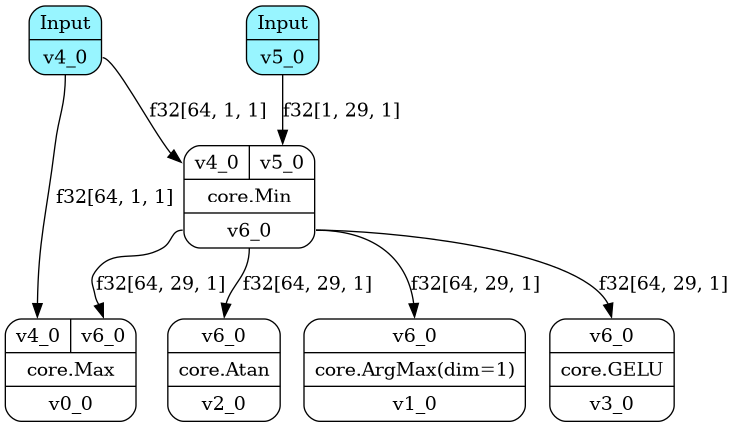 Input
v4_0
Input
v5_0
f32[64, 1, 1]
f32[1, 29, 1]
v4_0
v5_0
core.Min
v6_0
f32[64, 1, 1]
f32[64, 29, 1]
f32[64, 29, 1]
f32[64, 29, 1]
f32[64, 29, 1]
v4_0
v6_0
core.Max
v0_0
v6_0
core.Atan
v2_0
v6_0
core.ArgMax(dim=1)
v1_0
v6_0
core.GELU
v3_0